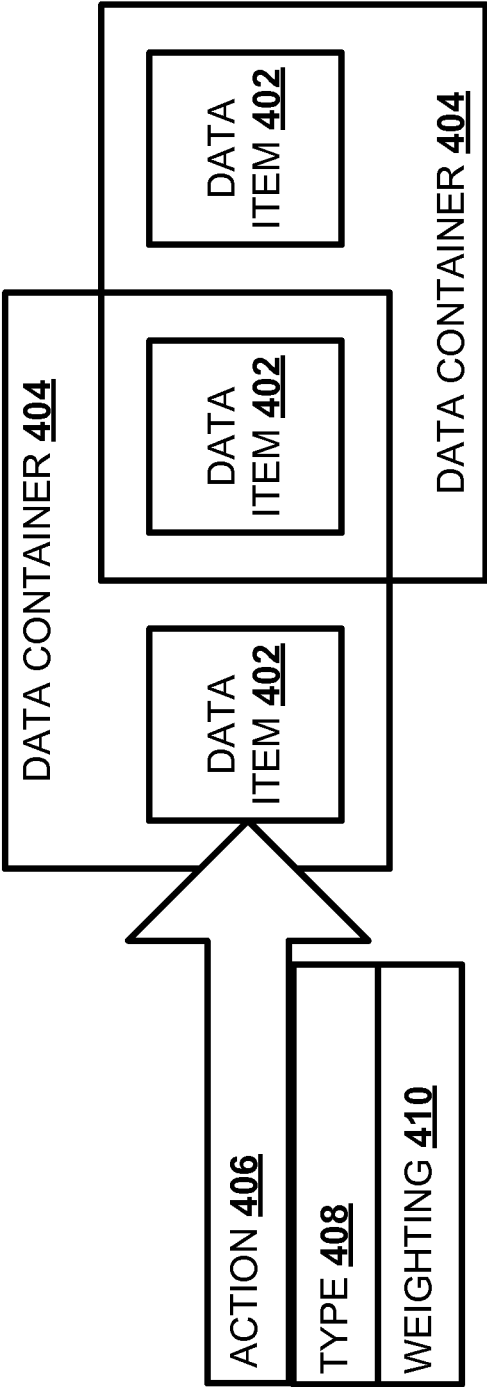 DATA CONTAINER 404
ACTION 406
DATA
ITEM 402
DATA
ITEM 402
DATA
ITEM 402
TYPE 408
WEIGHTING 410
DATA CONTAINER 404